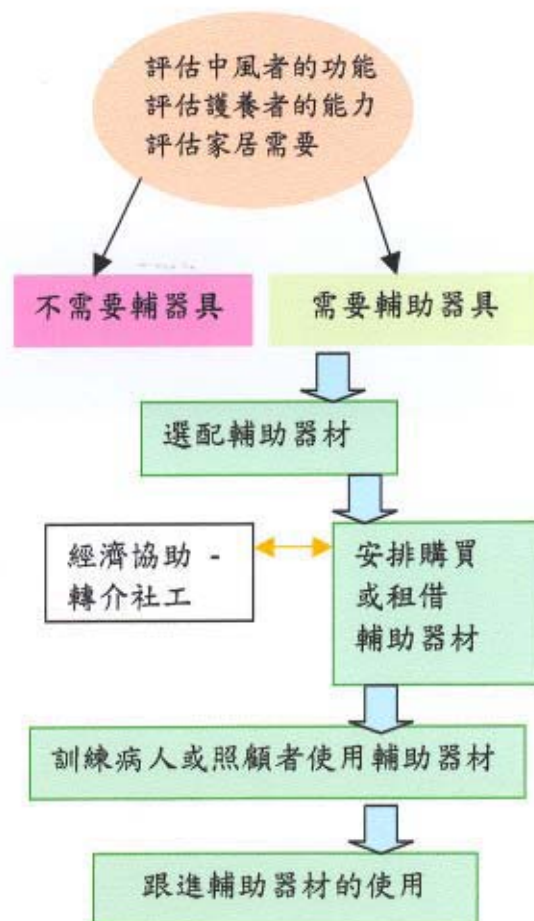 評估中風者的功能
評估護養者的能力
評估家居需要
不需要輔器具
需要輔助器具
選配輔助器材
經濟協助 -
轉介社工
安排購買
或租借
輔助器材
訓練病人或照顧者使用輔助器材
跟進輔助器材的使用